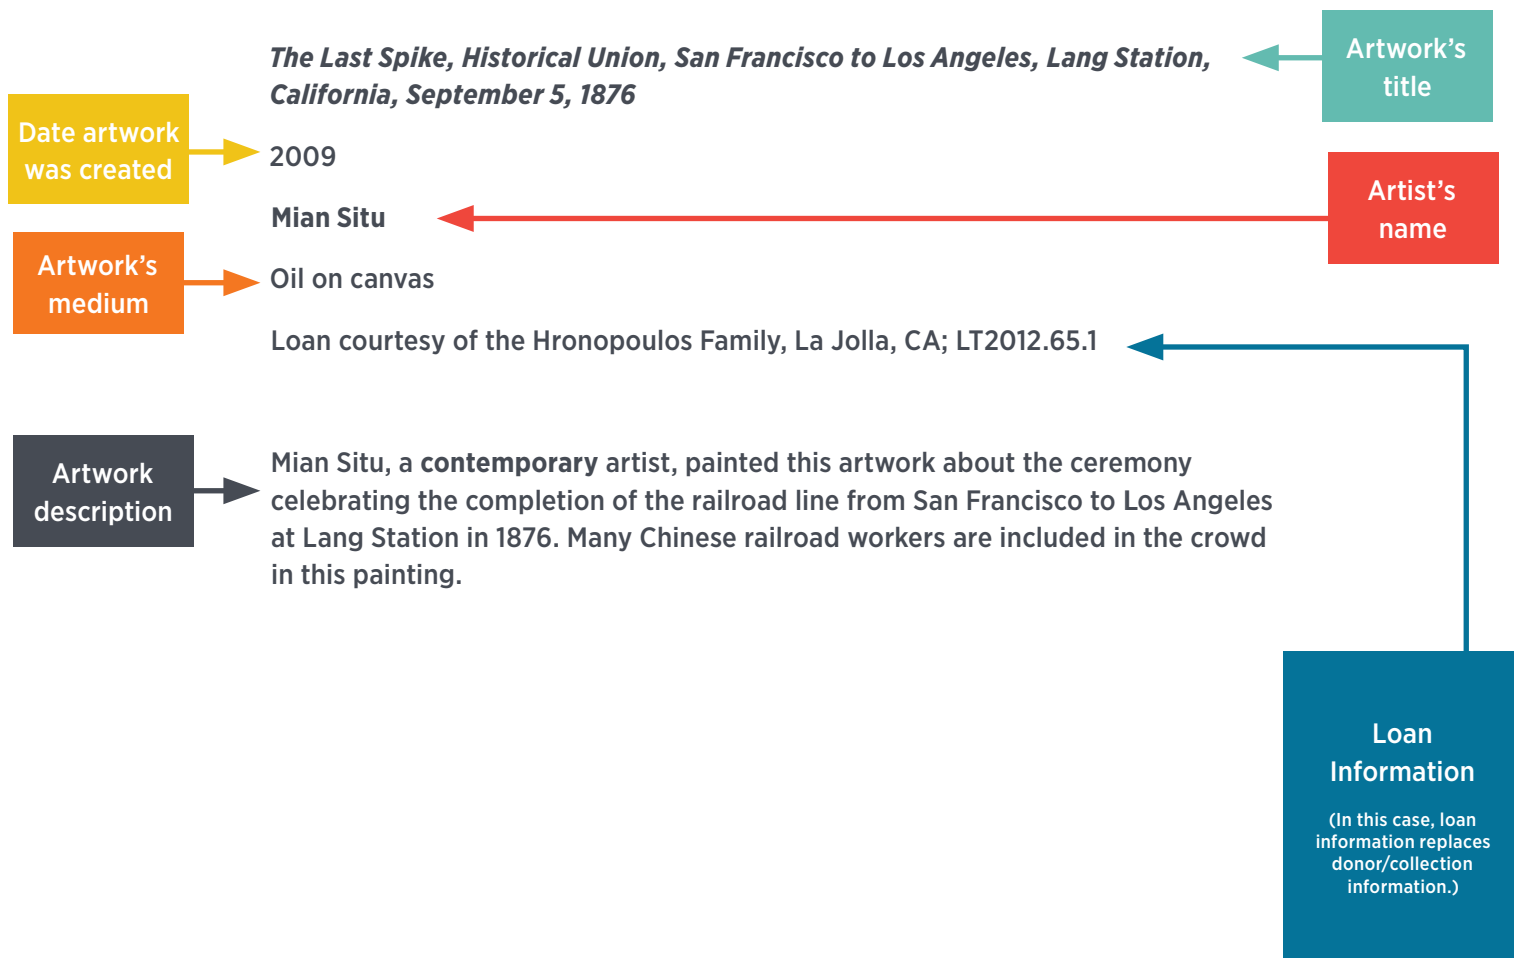 The Last Spike, Historical Union, San Francisco to Los Angeles, Lang Station,
California, September 5, 1876
Artwork’s
title
Date artwork
was created
2009
Mian Situ
Artist’s
name
Artwork’s
medium
Oil on canvas
Loan courtesy of the Hronopoulos Family, La Jolla, CA; LT2012.65.1
Artwork
description
Mian Situ, a contemporary artist, painted this artwork about the ceremony
celebrating the completion of the railroad line from San Francisco to Los Angeles
at Lang Station in 1876. Many Chinese railroad workers are included in the crowd
in this painting.
Loan
Information
(In this case, loan
information replaces
donor/collection
information.)